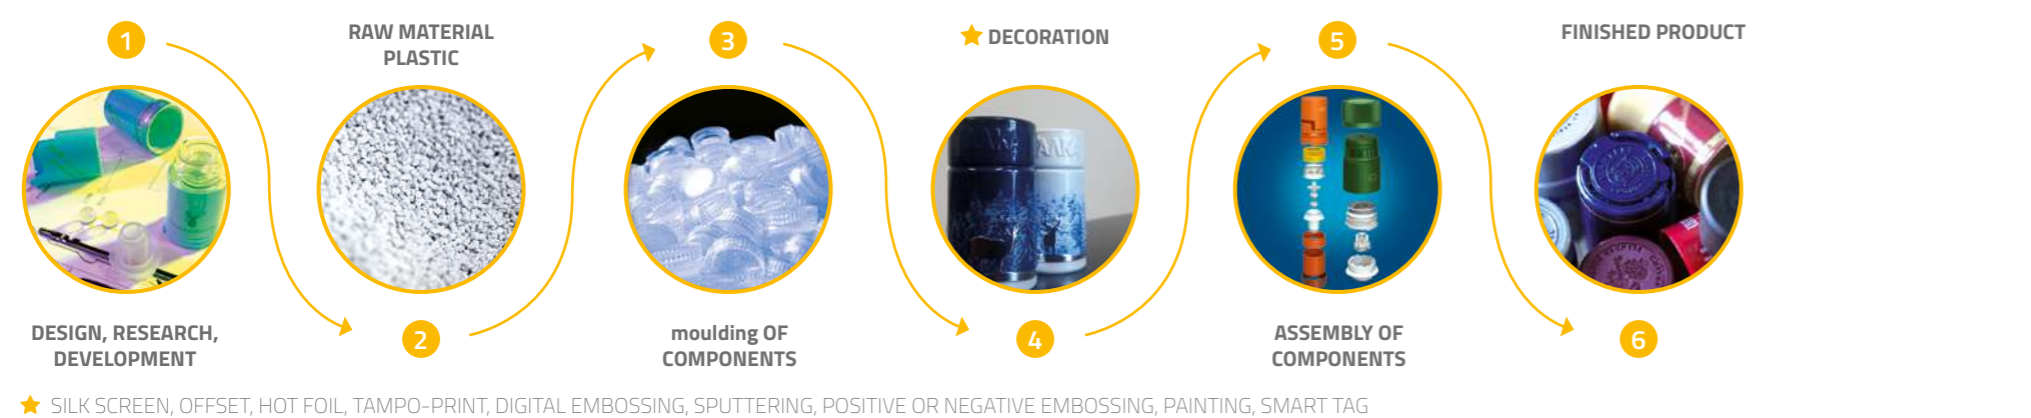 1
DESIGN, RESEARCH,
DEVELOPMENT
RAW MATERIAL
PLASTIC
2
3
moulding OF
COMPONENTS
★ DECORATION
4
5
ASSEMBLY OF
COMPONENTS
FINISHED PRODUCT
6
★ SILK SCREEN, OFFSET, HOT FOIL, TAMPO-PRINT, DIGITAL EMBOSSING, SPUTTERING, POSITIVE OR NEGATIVE EMBOSSING, PAINTING, SMART TAG